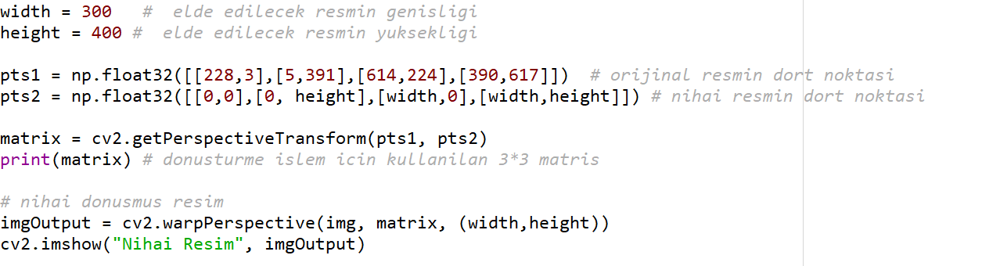 width = 300   #  elde edilecek resmin genisligi
height = 400 #  elde edilecek resmin yuksekligi
pts1 = np.float32([[228,3],[5,391],[614,224],[390,617]])  # orijinal resmin dort noktasi
pts2 = np.float32([[0,0],[0, height],[width,0],[width,height]]) # nihai resmin dort noktasi
matrix = cv2.getPerspectiveTransform(pts1, pts2)
print(matrix) # donusturme islem icin kullanilan 3*3 matris
# nihai donusmus resim
imgOutput = cv2.warpPerspective(img, matrix, (width,height))
cv2.imshow("Nihai Resim", imgOutput)